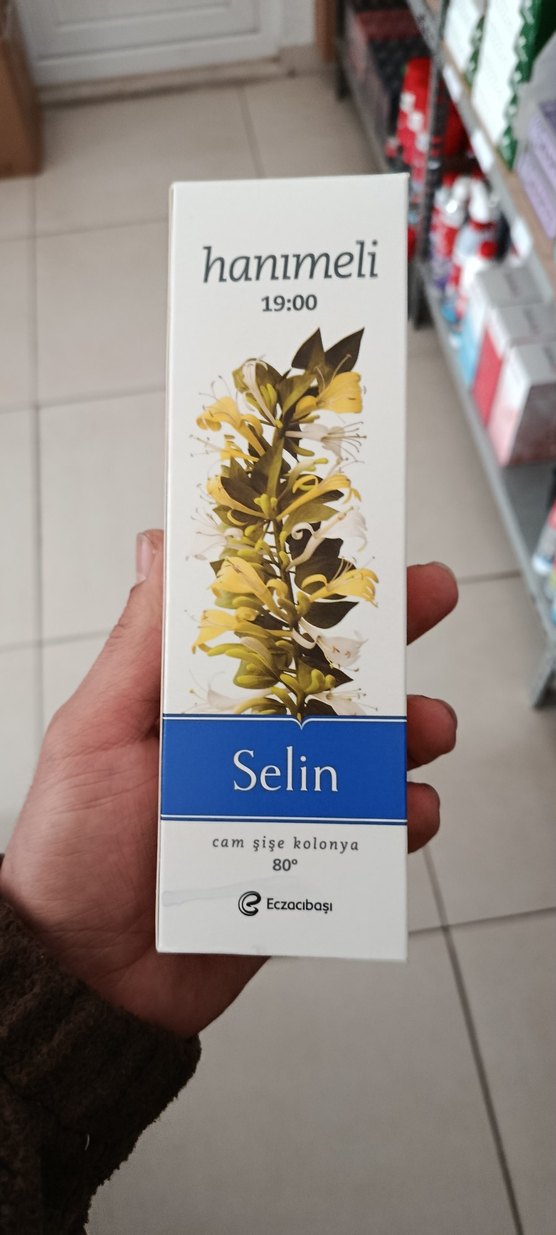 hanımeli
19:00
Selin
cam şişe kolonya
80°
Eczacıbaşı